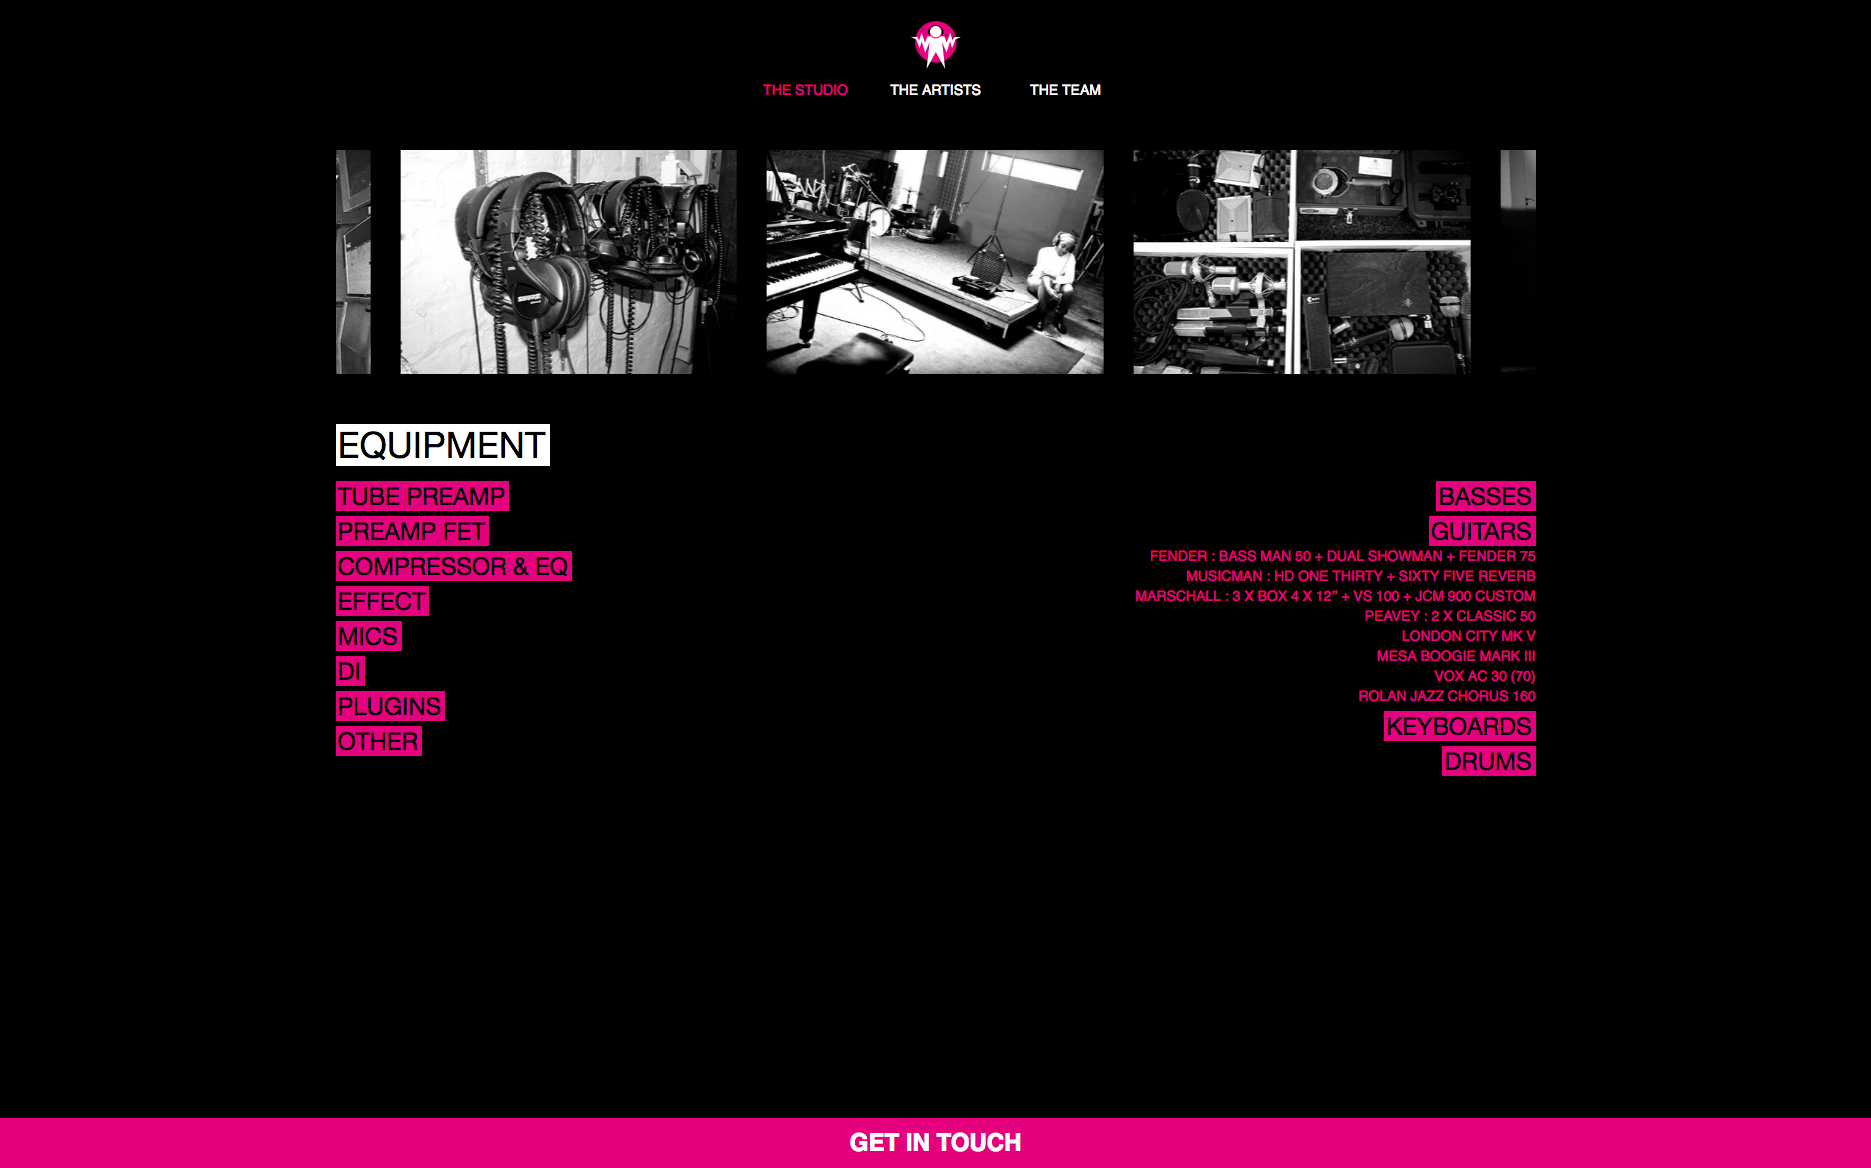 THE STUDIO THE ARTISTS THE TEAM
SHURE
EQUIPMENT
TUBE PREAMP
PREAMP FET
COMPRESSOR & EQ
EFFECT
MICS
DI
PLUGINS
OTHER
BASSES
GUITARS
FENDER : BASS MAN 50 + DUAL SHOWMAN + FENDER 75
MUSICMAN : HD ONE THIRTY + SIXTY FIVE REVERB
MARSCHALL : 3 X BOX 4 X 12” + VS 100 + JCM 900 CUSTOM
PEAVEY : 2 X CLASSIC 50
LONDON CITY MK V
MESA BOOGIE MARK III
VOX AC 30 (70)
ROLAN JAZZ CHORUS 160
KEYBOARDS
DRUMS
GET IN TOUCH